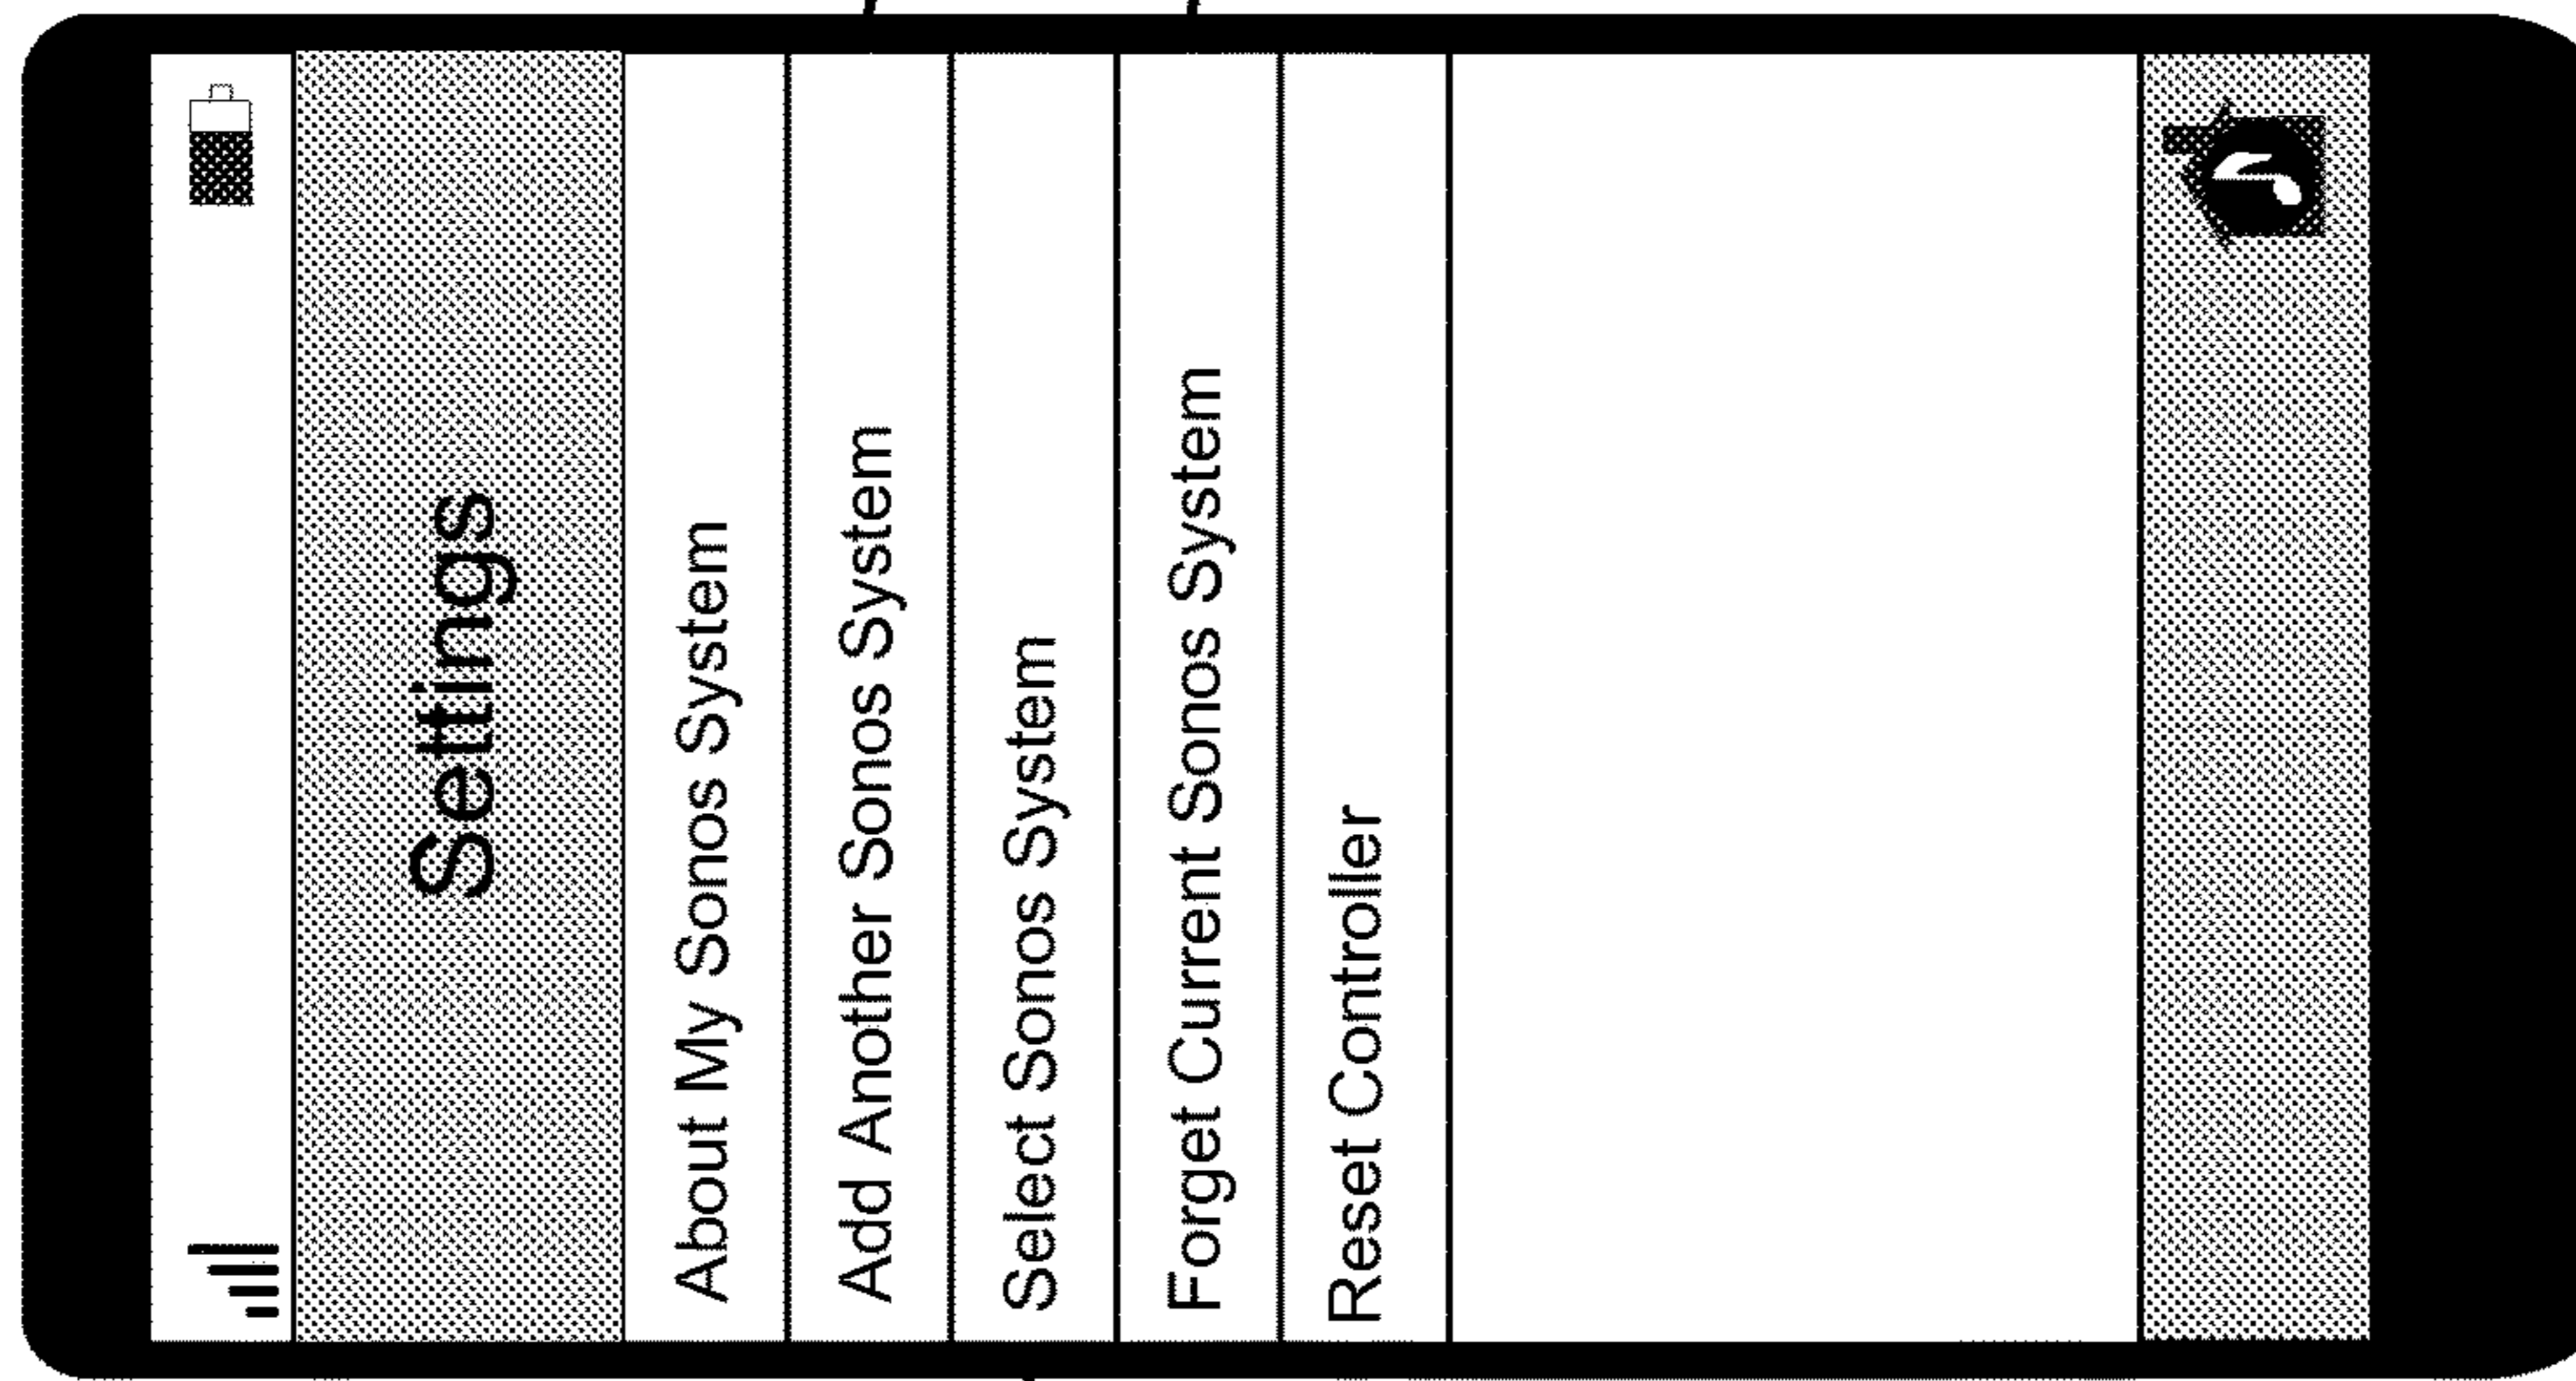 Settings
About My Sonos System
Add Another Sonos System
Select Sonos System
Forget Current Sonos System
Reset Controller